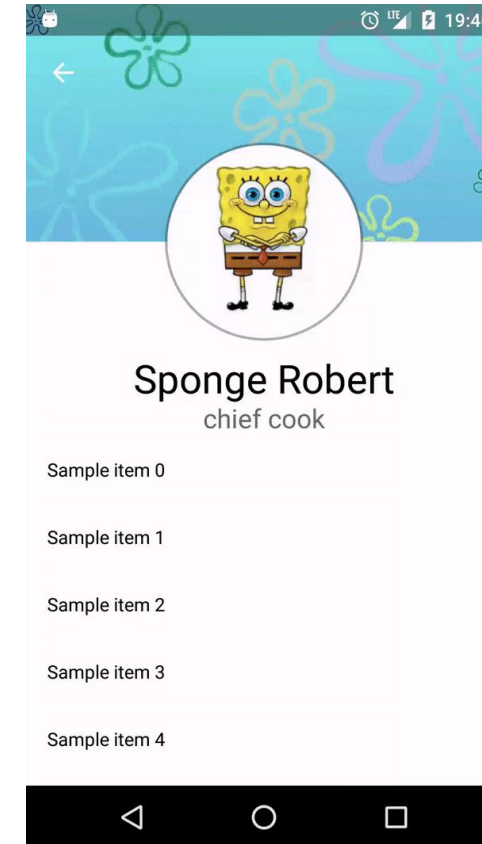 LTE 19:4
Sponge Robert
chief cook
Sample item 0
Sample item 1
Sample item 2
Sample item 3
Sample item 4